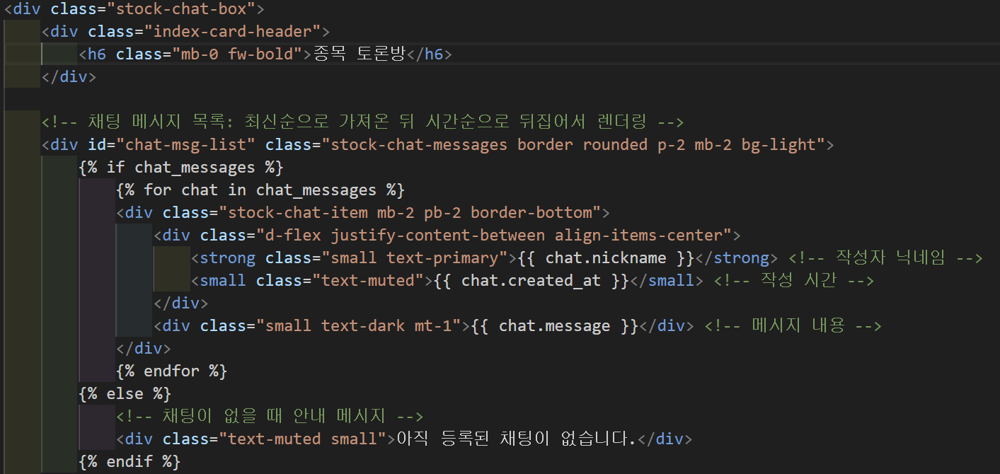 <div class="stock-chat-box">
<div class="index-card-header">
<h6 class="mb-0 fw-bold">종목 토론방</h6>
</div>
<!-- 채팅 메시지 목록: 최신순으로 가져온 뒤 시간순으로 뒤집어서 렌더링 -->
<div id="chat-msg-list" class="stock-chat-messages border rounded p-2 mb-2 bg-light">
{% if chat_messages %}
{% for chat in chat_messages %}
<div class="stock-chat-item mb-2 pb-2 border-bottom">
<div class="d-flex justify-content-between align-items-center">
<strong class="small text-primary">{{ chat.nickname }}</strong> <!-- 작성자 닉네임 -->
<small class="text-muted">{{ chat.created_at }}</small> <!-- 작성 시간 -->
</div>
<div class="small text-dark mt-1">{{ chat.message }}</div> <!-- 메시지 내용 -->
</div>
{% endfor %}
{% else %}
<!-- 채팅이 없을 때 안내 메시지 -->
<div class="text-muted small">아직 등록된 채팅이 없습니다.</div>
{% endif %}